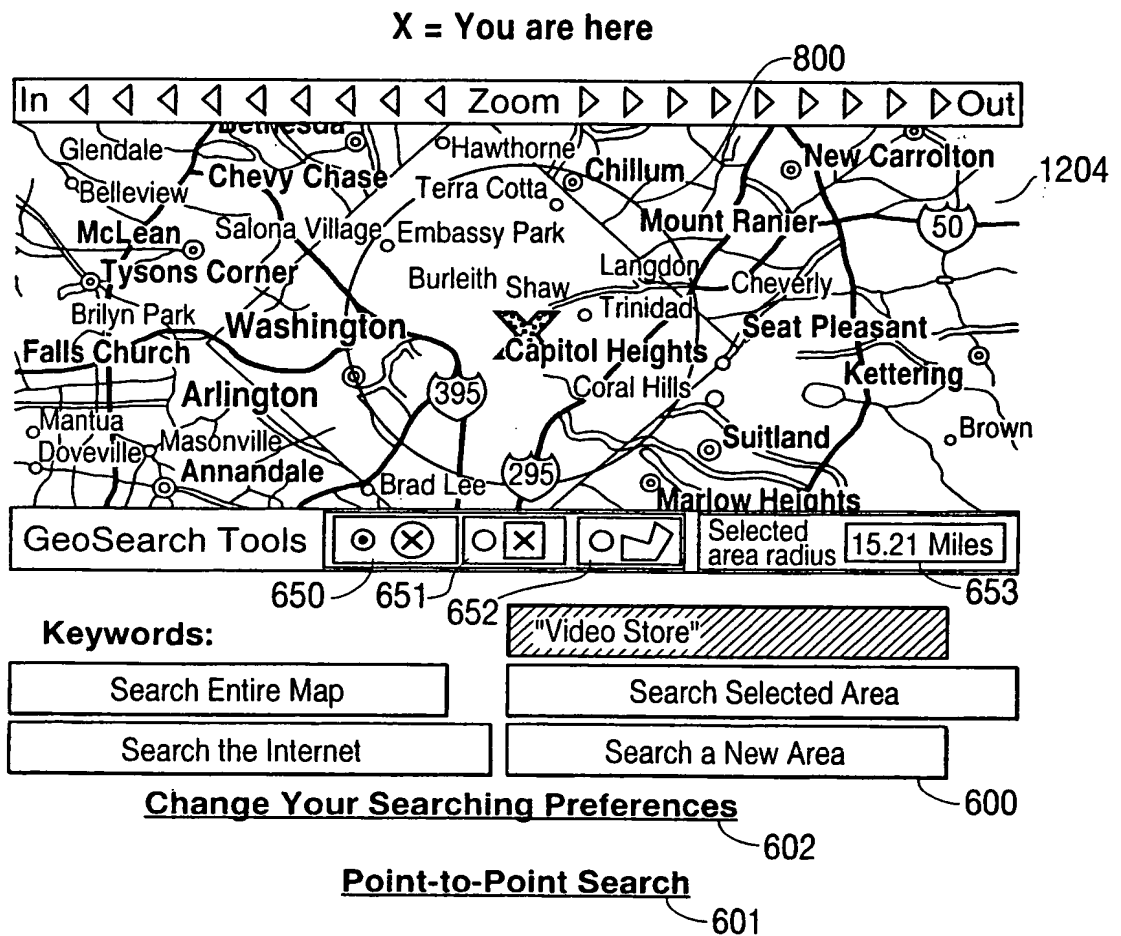 X = You are here
800
In Zoom Out
Bethesda
Glendale
Hawthorne
Chillum
New Carrolton
1204
Chevy Chase
Terra Cotta
Belleview
Mount Ranier
50
McLean
Salona Village
Embassy Park
Tysons Corner
Burleith
Shaw
Langdon
Cheverly
Brilyn Park
Trinidad
Washington
Seat Pleasant
Falls Church
Capitol Heights
Kettering
Arlington
395
Coral Hills
Mantua
Masonville
Suitland
Brown
Doveville
Annandale
295
Brad Lee
Marlow Heights
GeoSearch Tools
X
X
Selected
area radius
15.21 Miles
650
651
652
653
Keywords:
"Video Store"
Search Entire Map
Search Selected Area
Search the Internet
Search a New Area
600
Change Your Searching Preferences
602
Point-to-Point Search
601